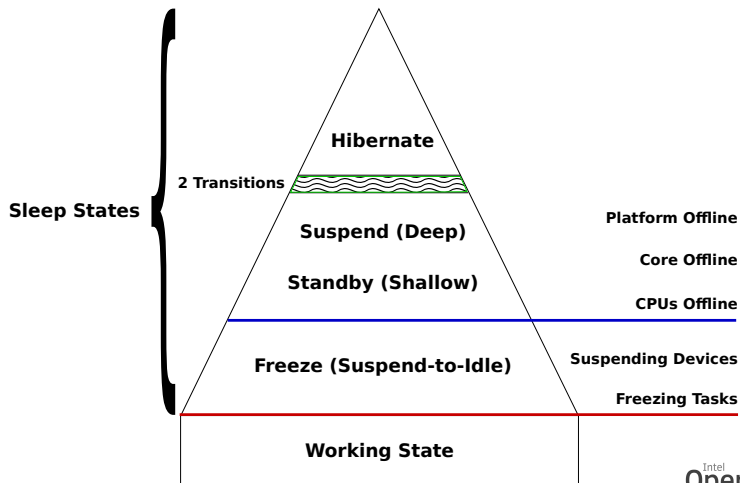 Hibernate
2 Transitions
Sleep States
Suspend (Deep)
Platform Offline
Core Offline
Standby (Shallow)
CPUs Offline
Freeze (Suspend-to-Idle)
Suspending Devices
Freezing Tasks
Working State
Intel